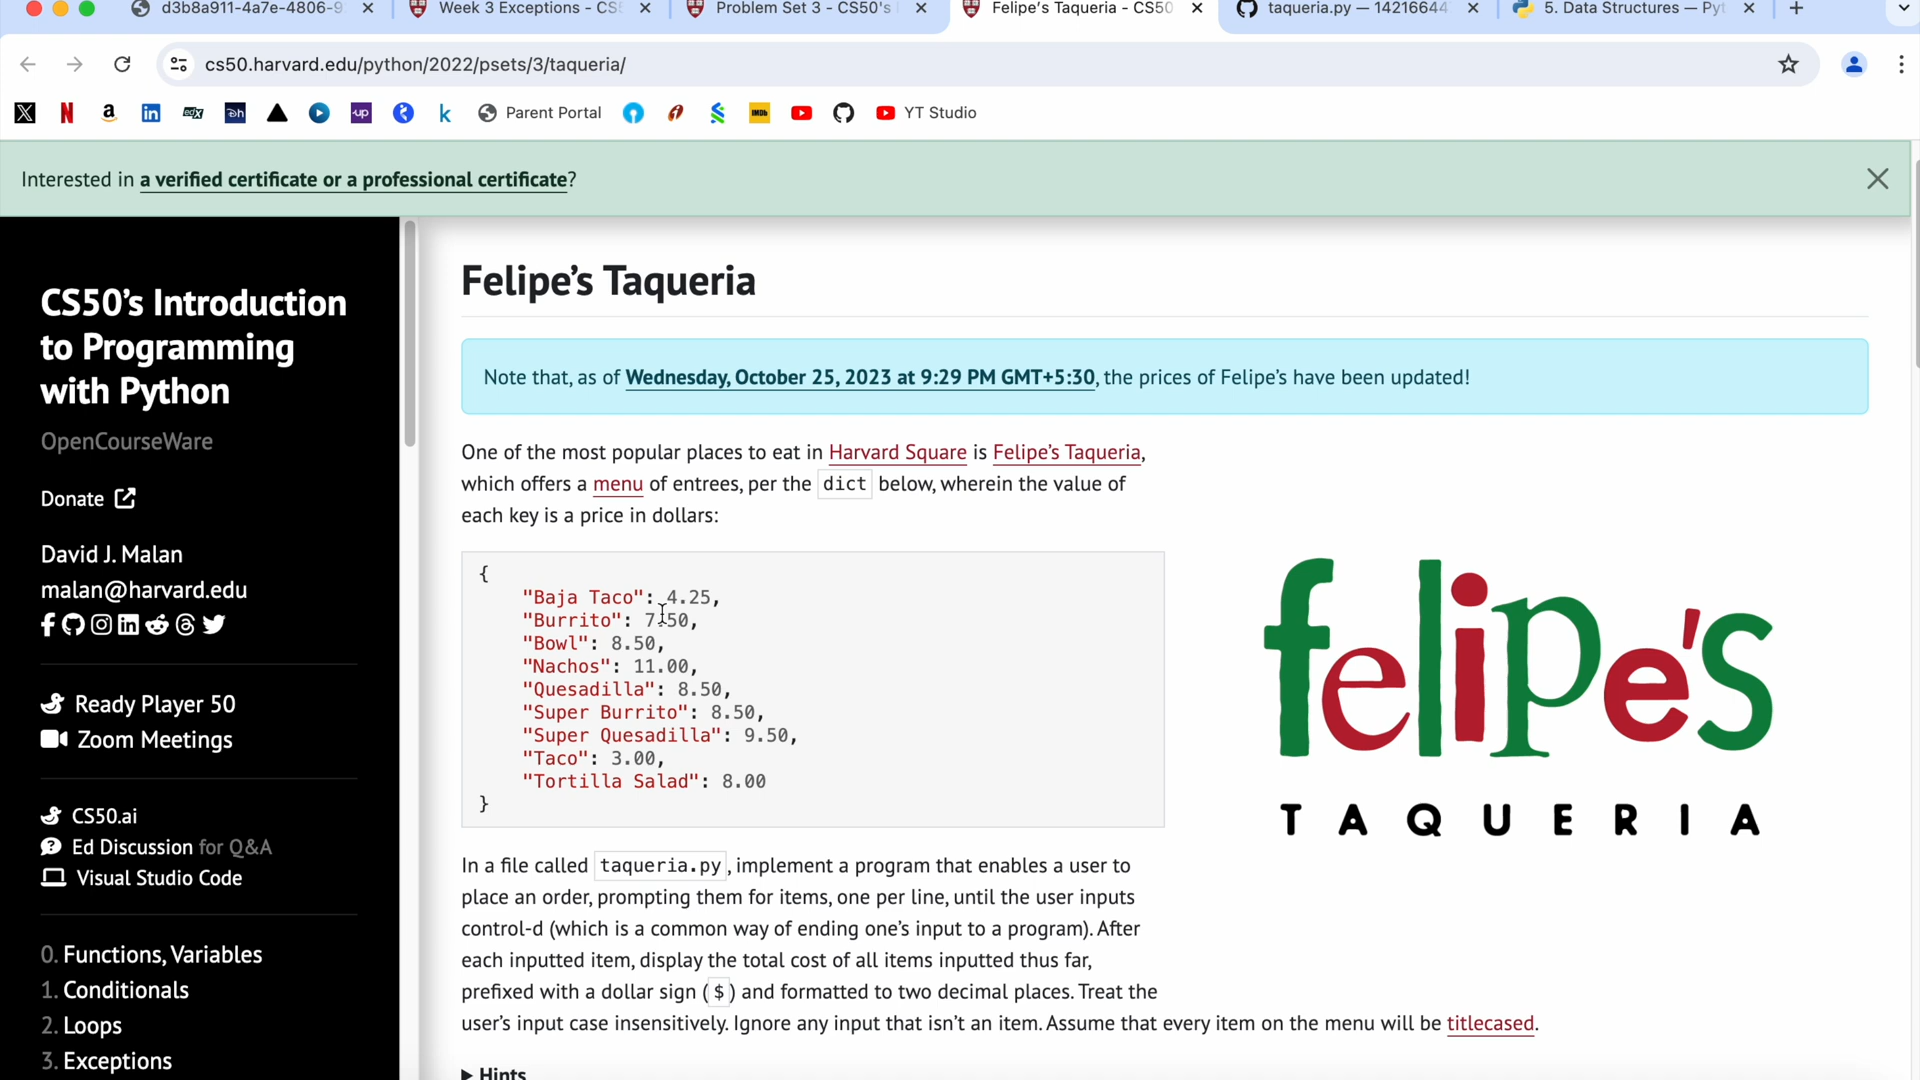 d3b8a911-4a7e-4806-9
Week 3 Exceptions - CS5
Problem Set 3 - CS50's
Felipe's Taqueria - CS50
taqueria.py — 14216644
5. Data Structures — Pyt
cs50.harvard.edu/python/2022/psets/3/taqueria/
X N a in edX Dh up k Parent Portal IMDb YT Studio
Interested in a verified certificate or a professional certificate?
CS50's Introduction
to Programming
with Python
OpenCourseWare
Donate
David J. Malan
malan@harvard.edu
Ready Player 50
Zoom Meetings
CS50.ai
Ed Discussion for Q&A
Visual Studio Code
0. Functions, Variables
1. Conditionals
2. Loops
3. Exceptions
Felipe's Taqueria
Note that, as of Wednesday, October 25, 2023 at 9:29 PM GMT+5:30, the prices of Felipe's have been updated!
One of the most popular places to eat in Harvard Square is Felipe's Taqueria,
which offers a menu of entrees, per the dict below, wherein the value of
each key is a price in dollars:
{
"Baja Taco": 4.25,
"Burrito": 7.50,
"Bowl": 8.50,
"Nachos": 11.00,
"Quesadilla": 8.50,
"Super Burrito": 8.50,
"Super Quesadilla": 9.50,
"Taco": 3.00,
"Tortilla Salad": 8.00
}
felipe's
TAQUERIA
In a file called taqueria.py, implement a program that enables a user to
place an order, prompting them for items, one per line, until the user inputs
control-d (which is a common way of ending one's input to a program). After
each inputted item, display the total cost of all items inputted thus far,
prefixed with a dollar sign ($) and formatted to two decimal places. Treat the
user's input case insensitively. Ignore any input that isn't an item. Assume that every item on the menu will be titlecased.
Hints